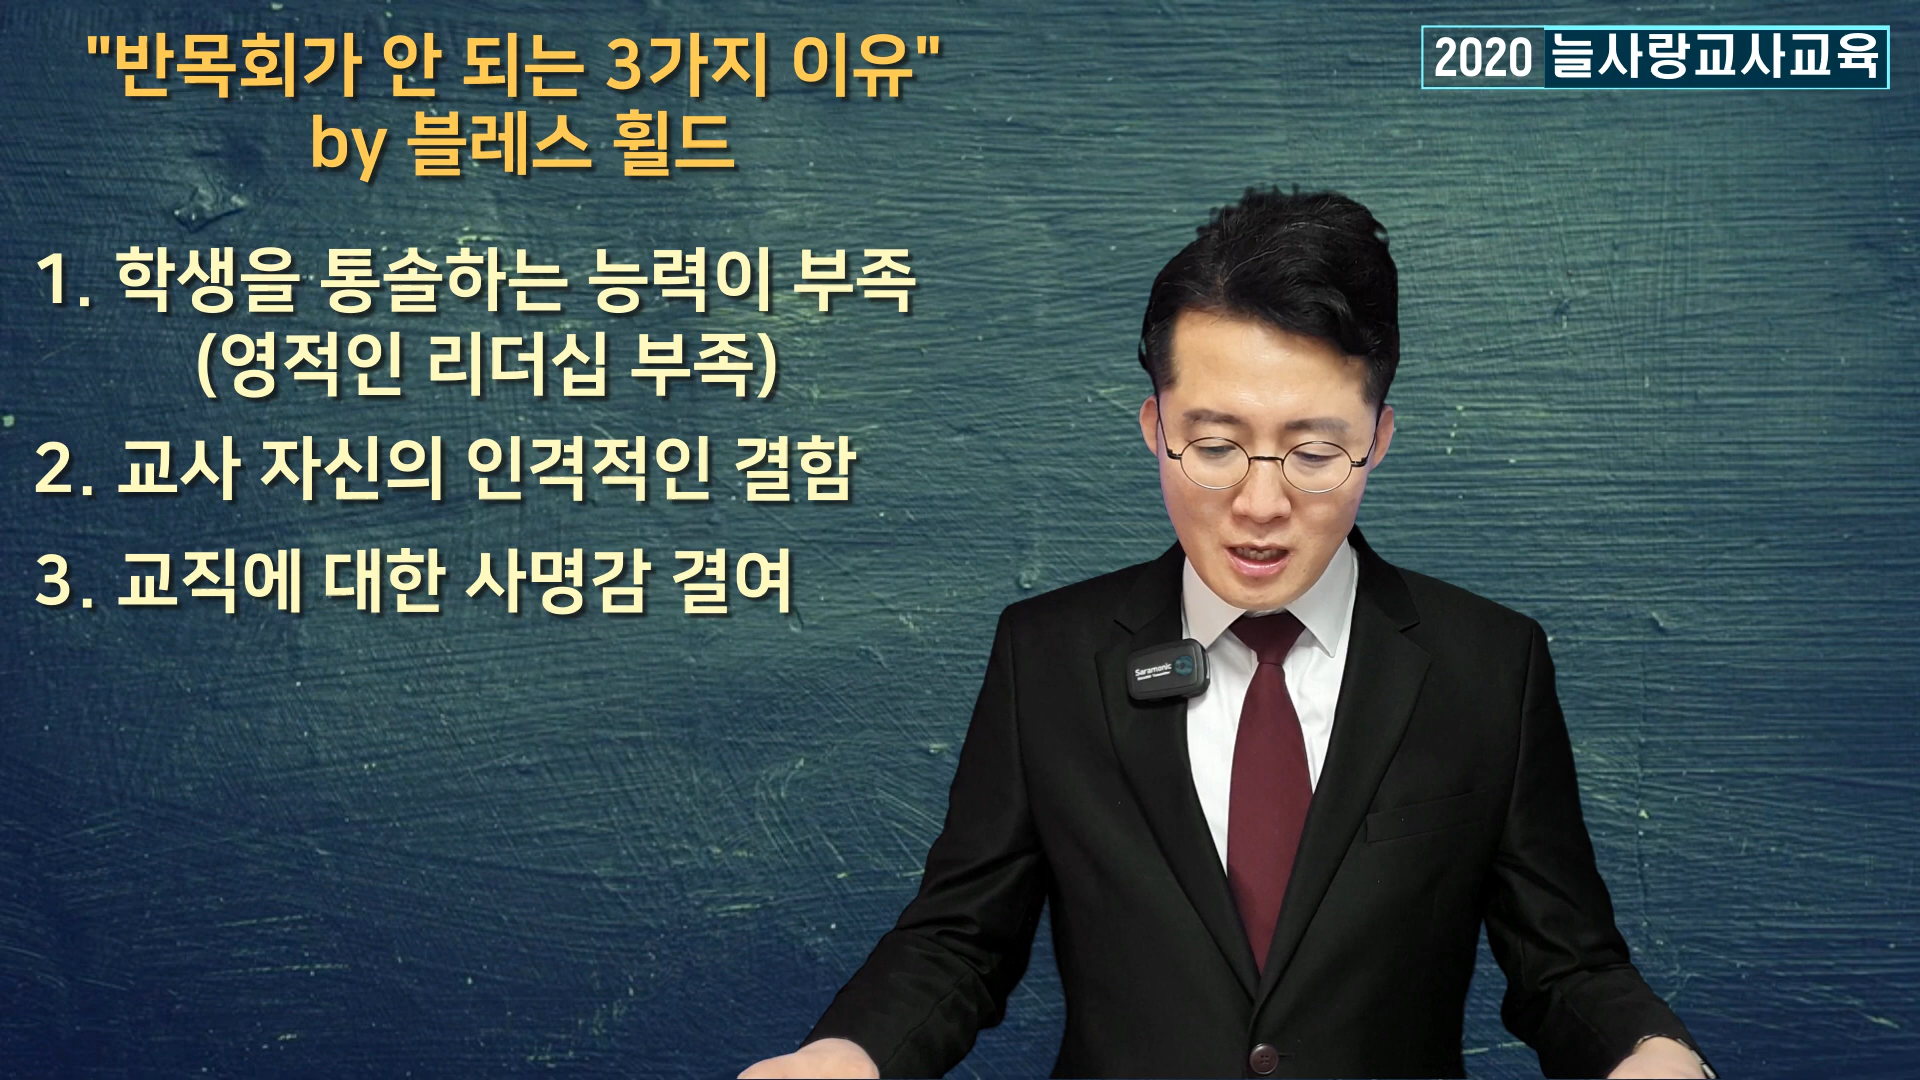 "반목회가 안 되는 3가지 이유"
by 블레스 휠드
2020 늘사랑교사교육
1. 학생을 통솔하는 능력이 부족
(영적인 리더십 부족)
2. 교사 자신의 인격적인 결함
3. 교직에 대한 사명감 결여
Saramonic